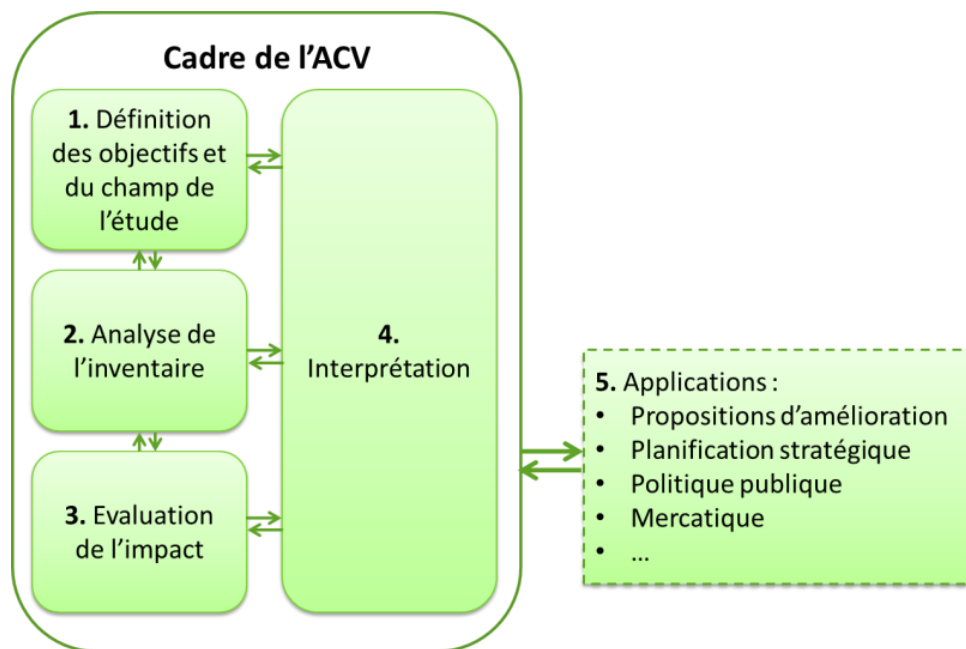 Cadre de l’ACV
1. Définition
des objectifs et
du champ de
l’étude
2. Analyse de
l’inventaire
3. Evaluation
de l’impact
4.
Interprétation
5. Applications :
• Propositions d’amélioration
• Planification stratégique
• Politique publique
• Mercatique
• …